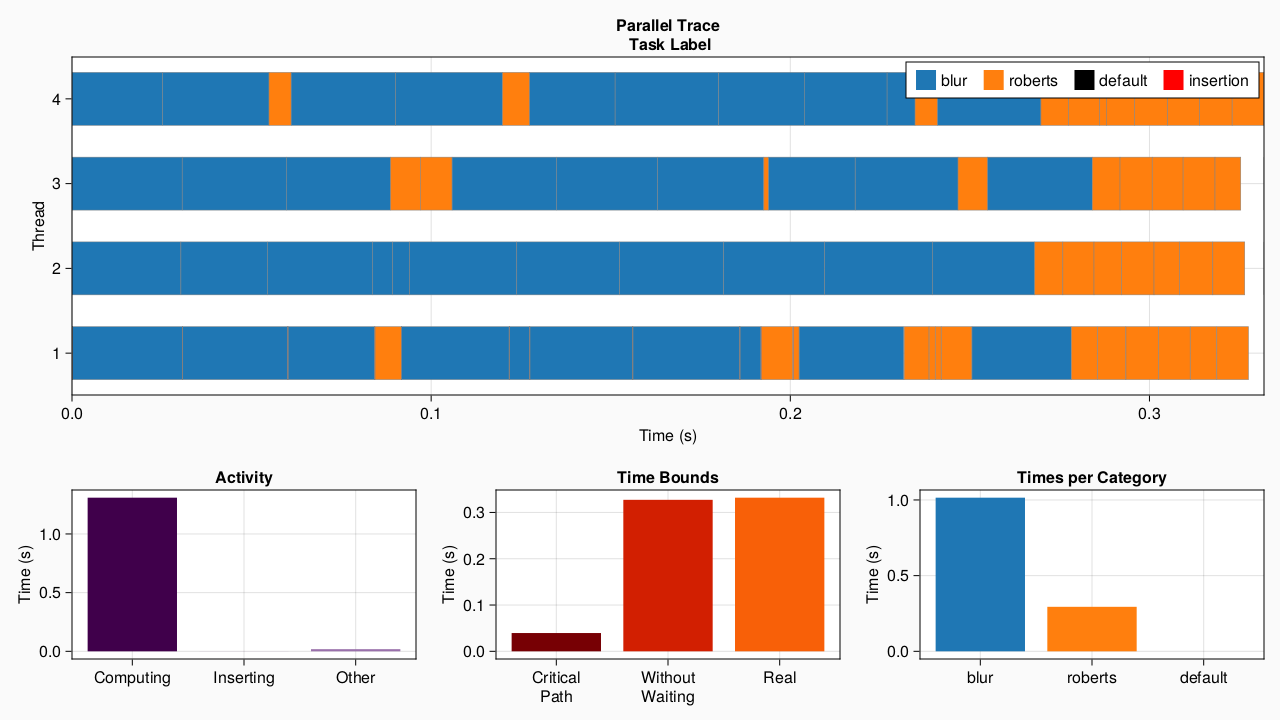 Parallel Trace
Task Label
blur
roberts
default
insertion
4
3
2
1
Thread
0.0
0.1
0.2
0.3
Time (s)
Activity
1.0
0.5
0.0
Time (s)
Computing
Inserting
Other
Time Bounds
0.3
0.2
0.1
0.0
Time (s)
Critical
Path
Without
Waiting
Real
Times per Category
1.0
0.5
0.0
Time (s)
blur
roberts
default